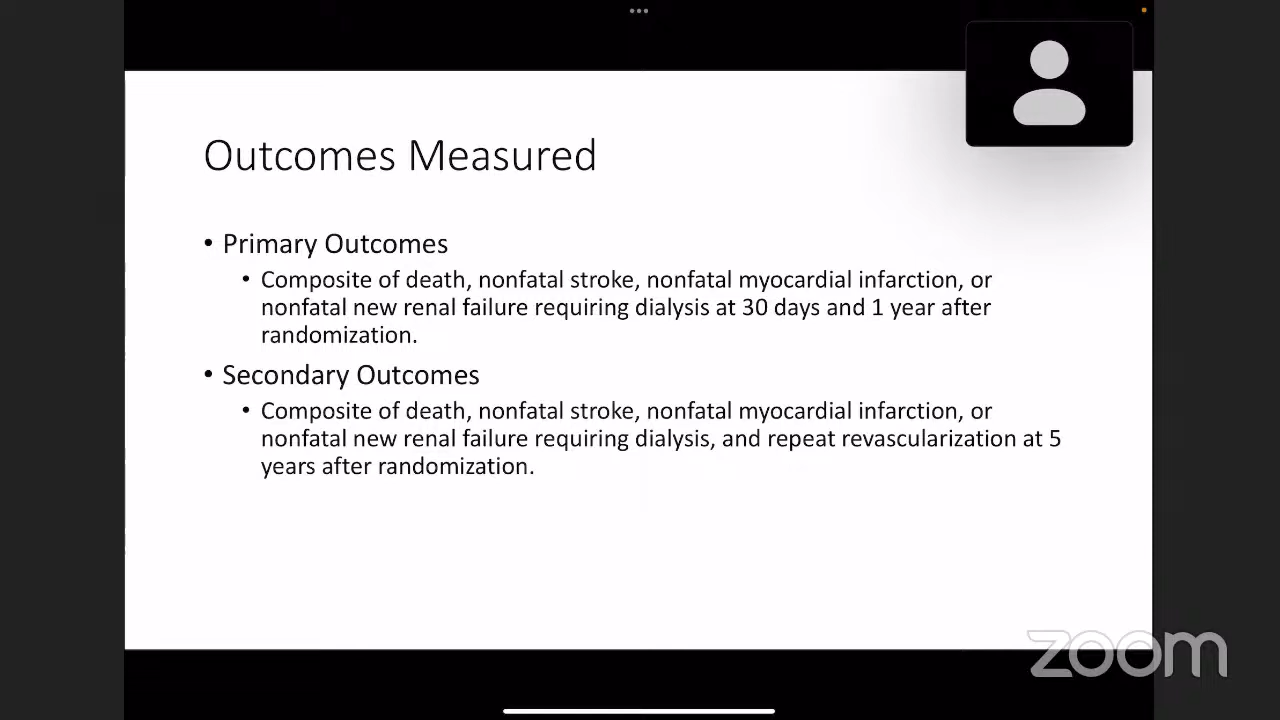 Outcomes Measured
• Primary Outcomes
• Composite of death, nonfatal stroke, nonfatal myocardial infarction, or
nonfatal new renal failure requiring dialysis at 30 days and 1 year after
randomization.
• Secondary Outcomes
• Composite of death, nonfatal stroke, nonfatal myocardial infarction, or
nonfatal new renal failure requiring dialysis, and repeat revascularization at 5
years after randomization.
zoom